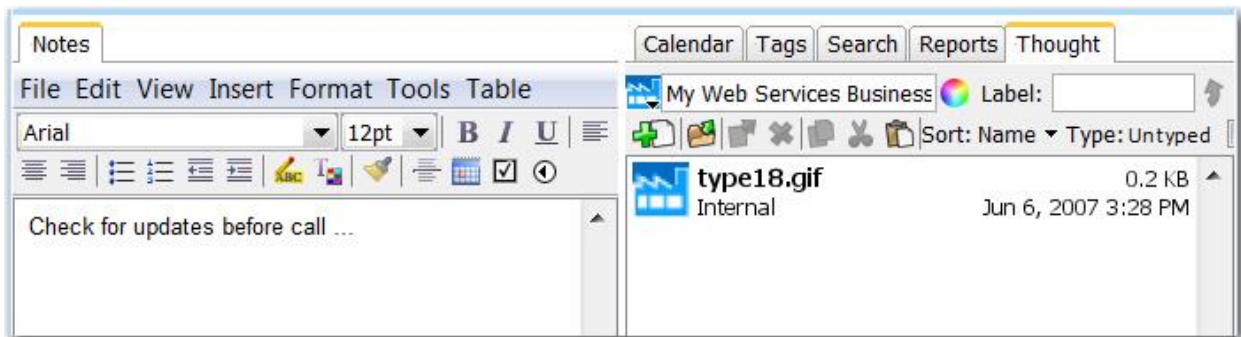 Notes
File Edit View Insert Format Tools Table
Arial 12pt B I U
ABC T
Check for updates before call ...
Calendar Tags Search Reports Thought
My Web Services Business Label:
Sort: Name Type: Untyped
type18.gif 0.2 KB
Internal Jun 6, 2007 3:28 PM